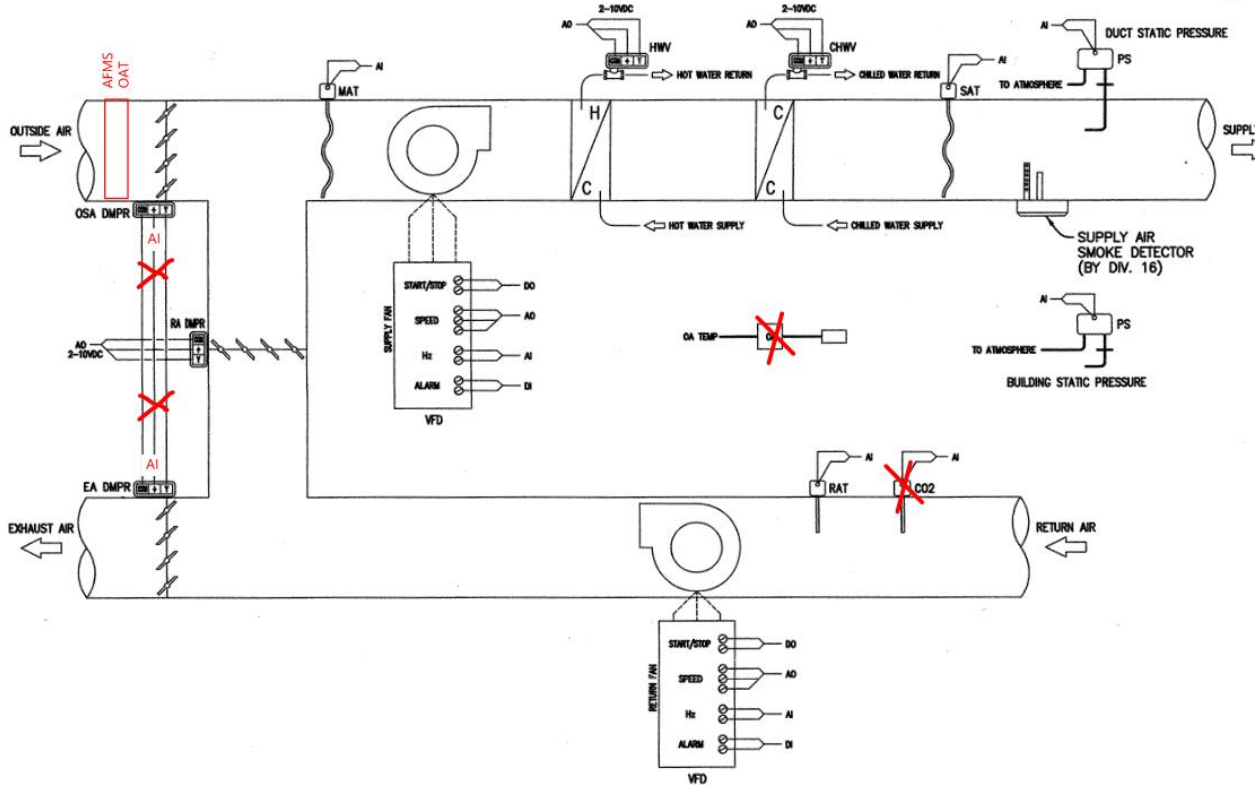 2-10VDC
AO
HWV
COM + Y
HOT WATER RETURN
2-10VDC
AO
CHWV
COM + Y
CHILLED WATER RETURN
AI
DUCT STATIC PRESSURE
PS
TO ATMOSPHERE
AFMS
OAT
AI
MAT
AI
SAT
OUTSIDE AIR
H
C
C
C
SUPPLY
OSA DMPR
COM + Y
HOT WATER SUPPLY
CHILLED WATER SUPPLY
SUPPLY AIR
SMOKE DETECTOR
(BY DIV. 16)
AI
RA DMPR
COM
+
Y
AO
2-10VDC
SUPPLY FAN
START/STOP
DO
SPEED
AO
Hz
AI
ALARM
DI
VFD
OA TEMP
AI
PS
TO ATMOSPHERE
BUILDING STATIC PRESSURE
AI
EA DMPR
COM + Y
AI
RAT
AI
CO2
EXHAUST AIR
RETURN AIR
RETURN FAN
START/STOP
DO
SPEED
AO
Hz
AI
ALARM
DI
VFD